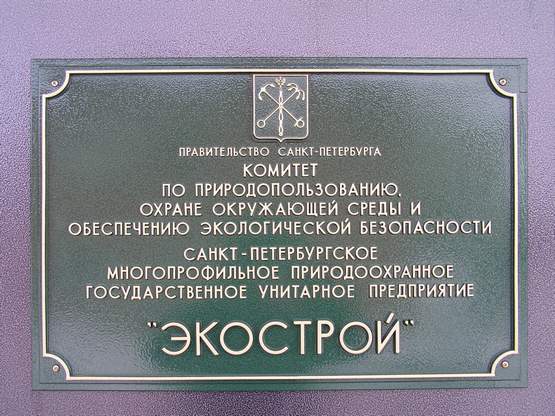 ПРАВИТЕЛЬСТВО САНКТ-ПЕТЕРБУРГА
КОМИТЕТ
ПО ПРИРОДОПОЛЬЗОВАНИЮ,
ОХРАНЕ ОКРУЖАЮЩЕЙ СРЕДЫ И
ОБЕСПЕЧЕНИЮ ЭКОЛОГИЧЕСКОЙ БЕЗОПАСНОСТИ
САНКТ-ПЕТЕРБУРГСКОЕ
МНОГОПРОФИЛЬНОЕ ПРИРОДООХРАННОЕ
ГОСУДАРСТВЕННОЕ УНИТАРНОЕ ПРЕДПРИЯТИЕ
"ЭКОСТРОЙ"